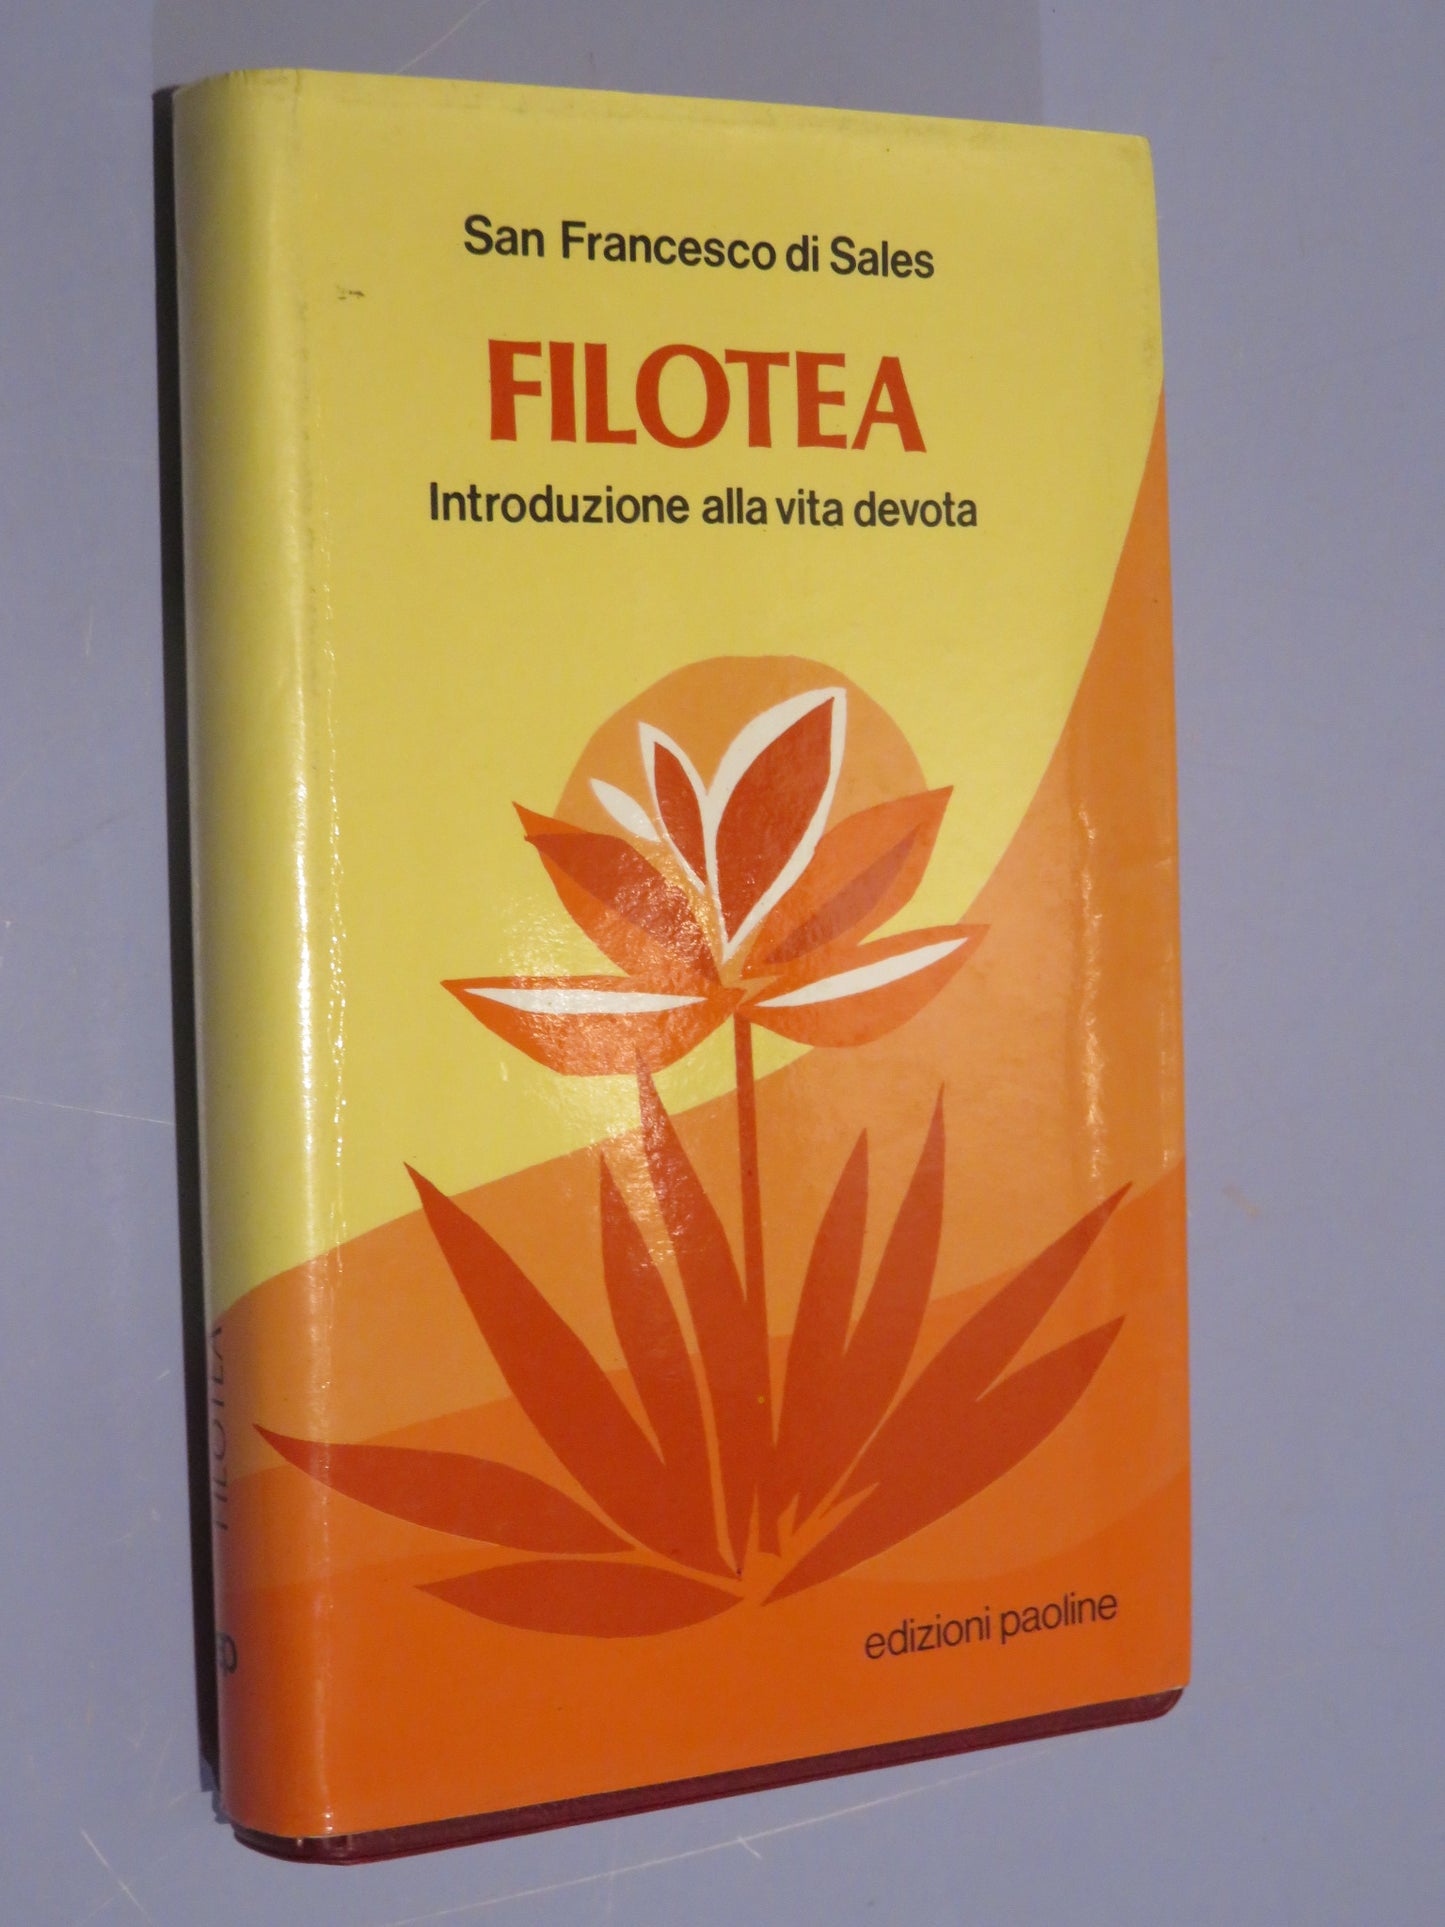 San Francesco di Sales
FILOTEA
Introduzione alla vita devota
edizioni paoline
FILOTEA